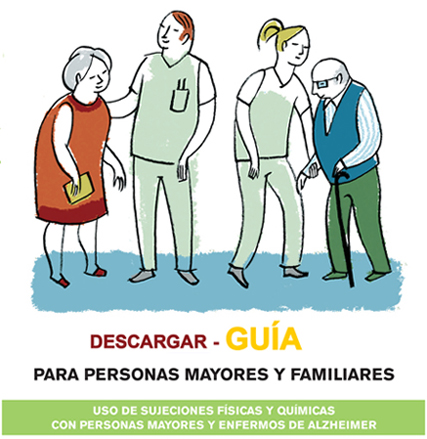 DESCARGAR - GUÍA
PARA PERSONAS MAYORES Y FAMILIARES
USO DE SUJECIONES FÍSICAS Y QUÍMICAS
CON PERSONAS MAYORES Y ENFERMOS DE ALZHEIMER